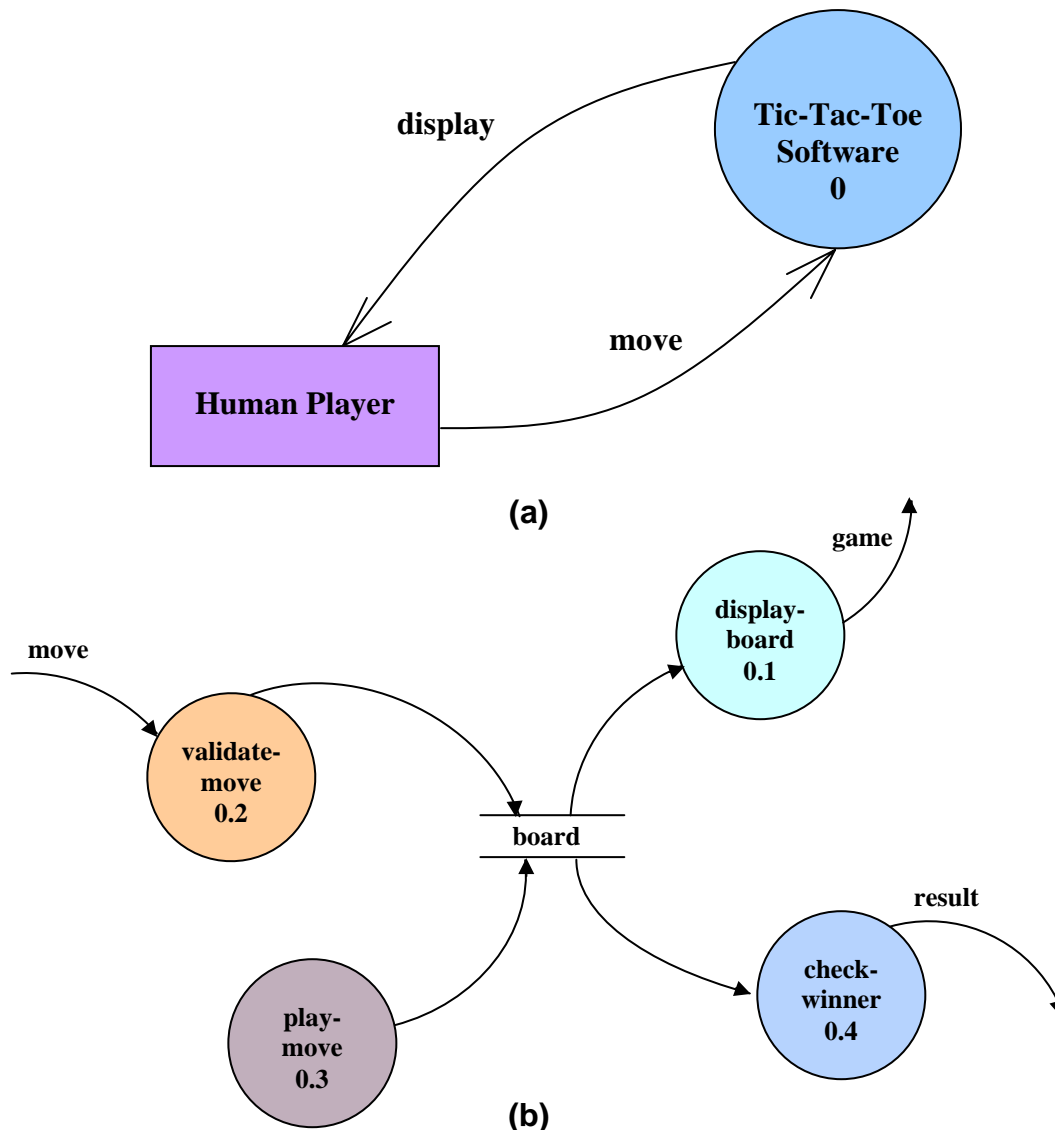 Tic-Tac-Toe
Software
0
display
move
Human Player
(a)
game
display-
board
0.1
move
validate-
move
0.2
board
result
check-
winner
0.4
play-
move
0.3
(b)